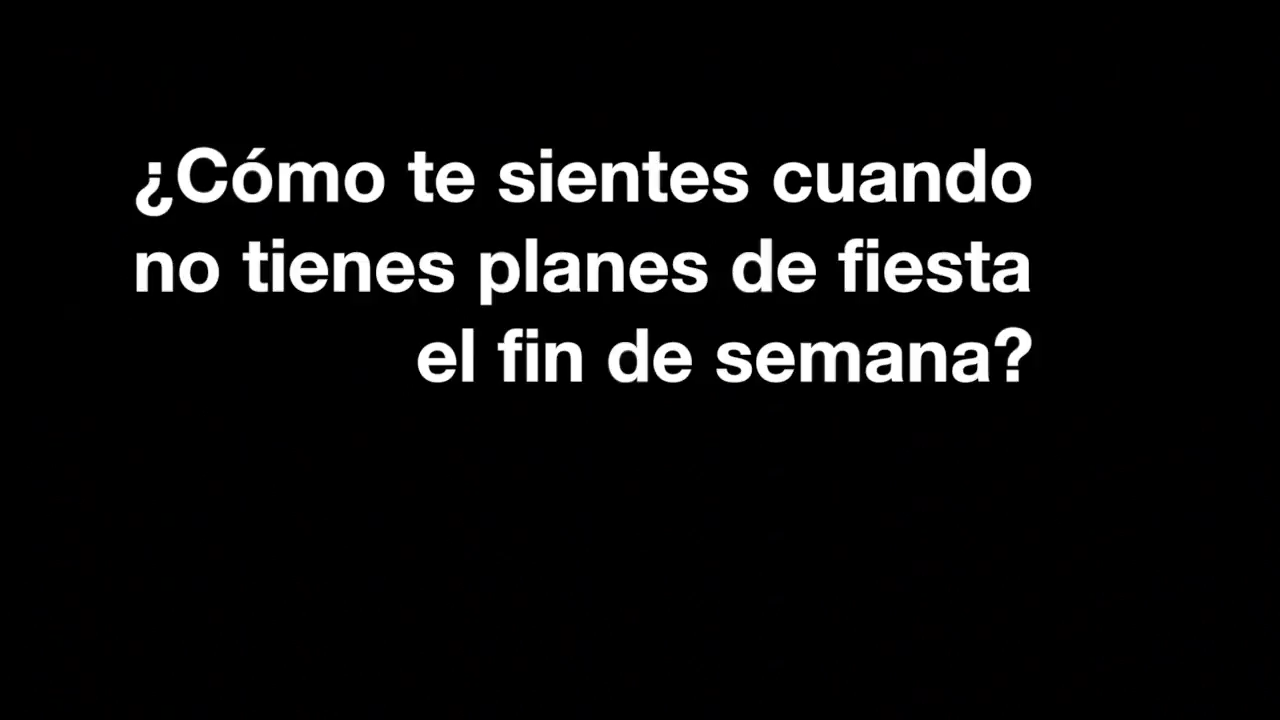 ¿Cómo te sientes cuando
no tienes planes de fiesta
el fin de semana?